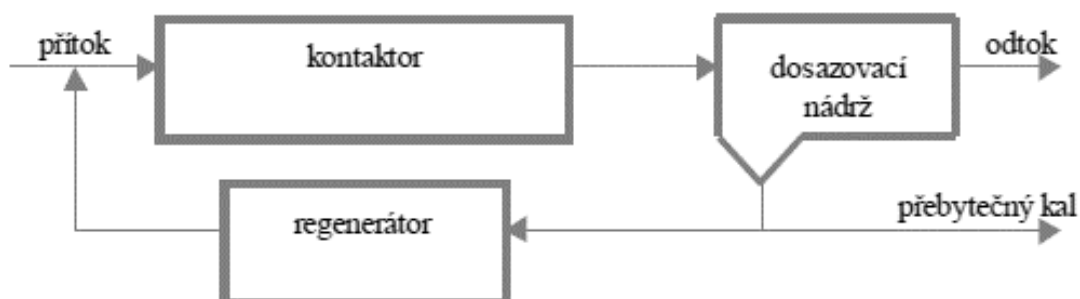 přítok
kontaktor
dosazovací
nádrž
odtok
regenerátor
přebytečný kal